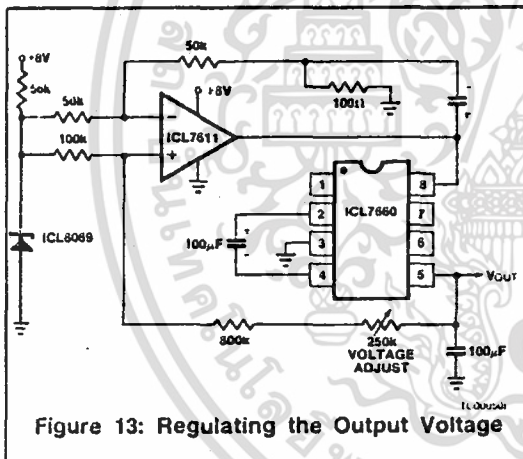 50k
+8V
50k
+8V
100Ω
50k
-
ICL7611
100k
+
1
8
ICL7660
2
7
ICL8069
100µF
3
6
4
5
VOUT
800k
250k
VOLTAGE
ADJUST
100µF
Figure 13: Regulating the Output Voltage